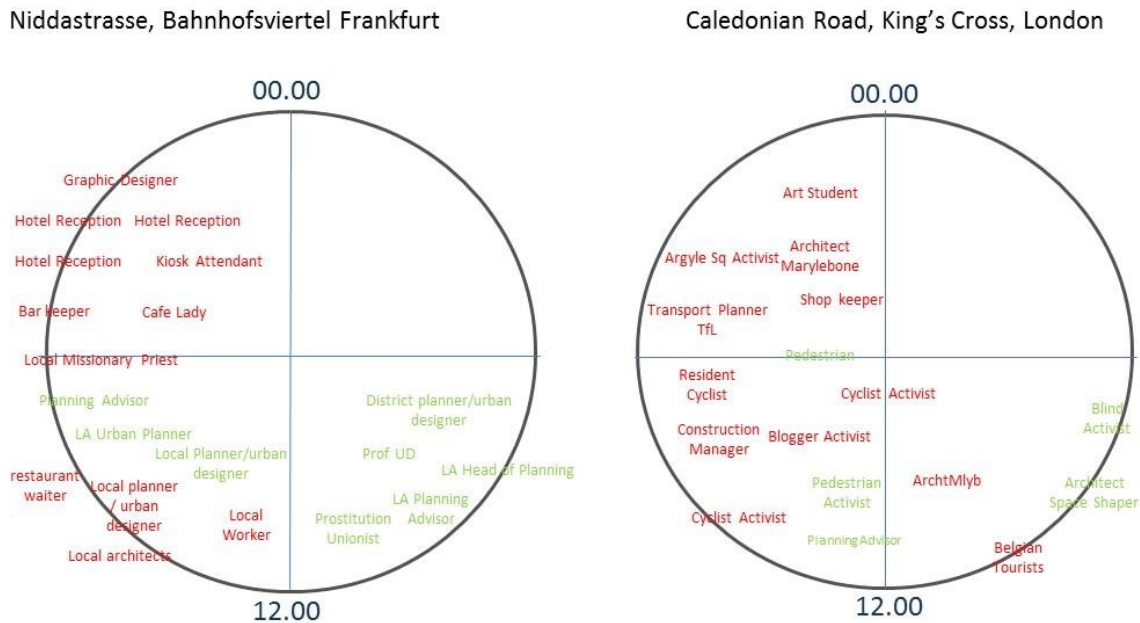 Niddastrasse, Bahnhofsviertel Frankfurt
00.00
Graphic Designer
Hotel Reception Hotel Reception
Hotel Reception Kiosk Attendant
Bar keeper Cafe Lady
Local Missionary Priest
Planning Advisor
District planner/urban
designer
LA Urban Planner
Local Planner/urban
designer
Prof UD
LA Head of Planning
restaurant
waiter
Local planner
/ urban
designer
LA Planning
Advisor
Local
Worker
Prostitution
Unionist
Local architects
12.00
Caledonian Road, King's Cross, London
00.00
Art Student
Argyle Sq Activist
Architect
Marylebone
Transport Planner
TfL
Shop keeper
Pedestrian
Resident
Cyclist
Cyclist Activist
Blind
Activist
Construction
Manager
Blogger Activist
Pedestrian
Activist
ArchtMlyb
Architect
Space Shaper
Cyclist Activist
PlanningAdvisor
Belgian
Tourists
12.00